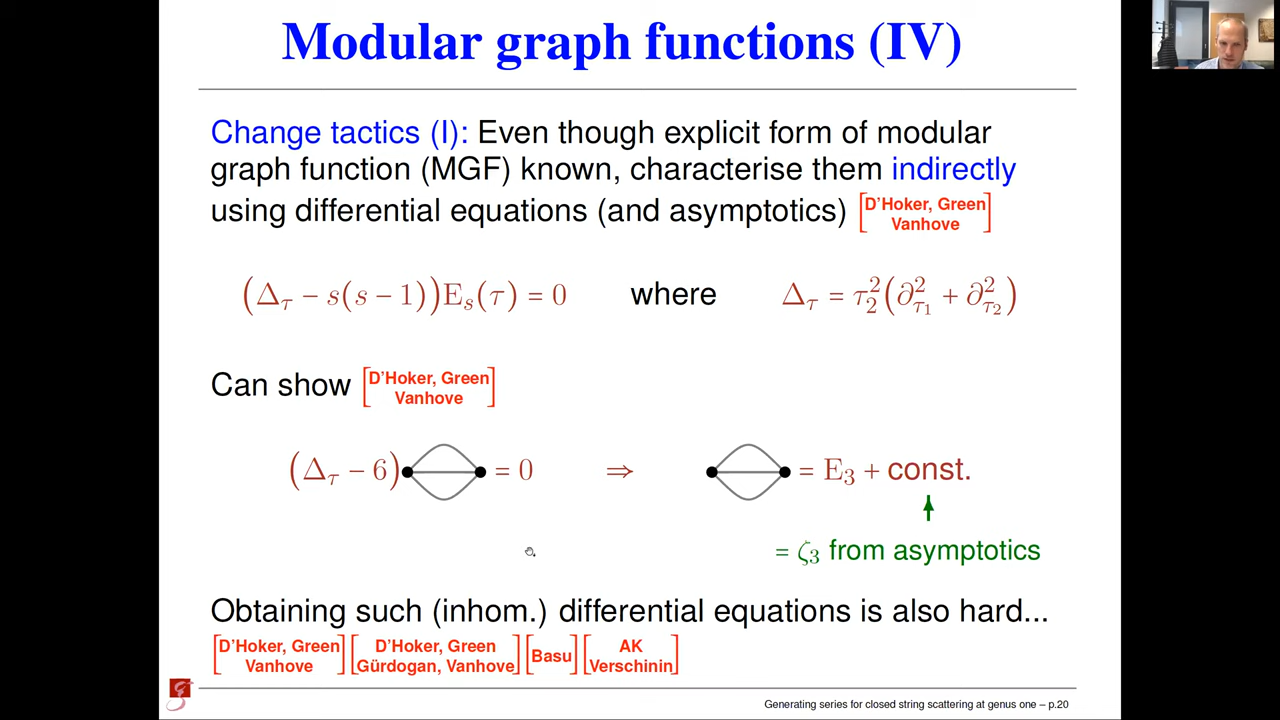 Modular graph functions (IV)
Change tactics (I): Even though explicit form of modular
graph function (MGF) known, characterise them indirectly
using differential equations (and asymptotics) [D'Hoker, Green
Vanhove]
(Δ_τ − s(s − 1))E_s(τ) = 0 where Δ_τ = τ_2^2(∂_{τ_1}^2 + ∂_{τ_2}^2)
Can show [D'Hoker, Green
Vanhove]
(Δ_τ − 6) = 0 ⇒ = E_3 + const.
= ζ_3 from asymptotics
Obtaining such (inhom.) differential equations is also hard...
[D'Hoker, Green
Vanhove] [D'Hoker, Green
Gürdogan, Vanhove] [Basu] [AK
Verschinin]
Generating series for closed string scattering at genus one – p.20